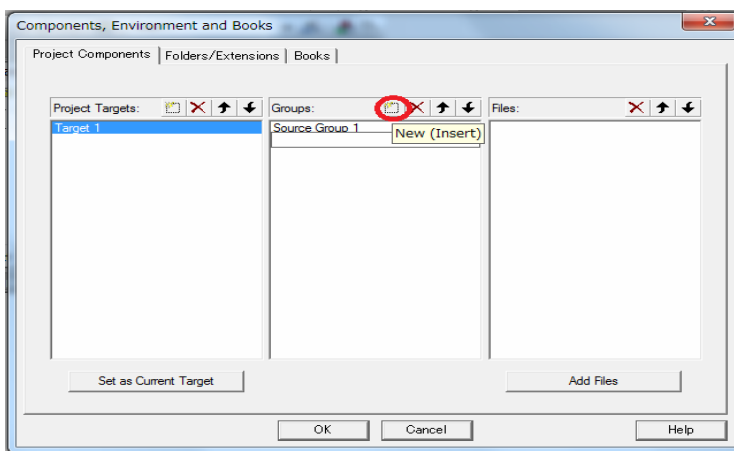 Components, Environment and Books
Project Components Folders/Extensions Books
Project Targets: Groups: Files:
Target 1 Source Group 1
New (Insert)
Set as Current Target Add Files
OK Cancel Help